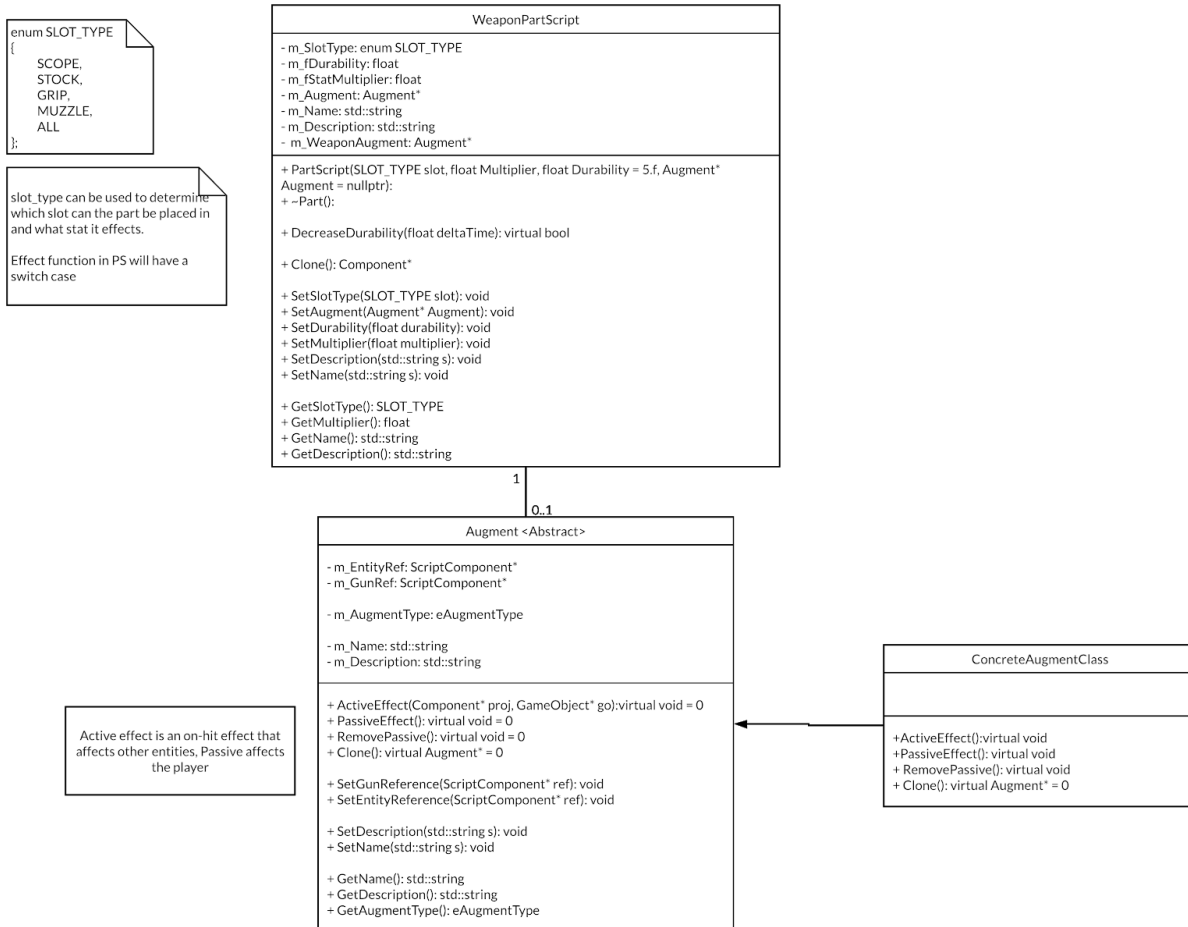 enum SLOT_TYPE
{
SCOPE,
STOCK,
GRIP,
MUZZLE,
ALL
};
slot_type can be used to determine
which slot can the part be placed in
and what stat it effects.
Effect function in PS will have a
switch case
WeaponPartScript
- m_SlotType: enum SLOT_TYPE
- m_fDurability: float
- m_fStatMultiplier: float
- m_Augment: Augment*
- m_Name: std::string
- m_Description: std::string
- m_WeaponAugment: Augment*
+ PartScript(SLOT_TYPE slot, float Multiplier, float Durability = 5.f, Augment*
Augment = nullptr):
+ ~Part():
+ DecreaseDurability(float deltaTime): virtual bool
+ Clone(): Component*
+ SetSlotType(SLOT_TYPE slot): void
+ SetAugment(Augment* Augment): void
+ SetDurability(float durability): void
+ SetMultiplier(float multiplier): void
+ SetDescription(std::string s): void
+ SetName(std::string s): void
+ GetSlotType(): SLOT_TYPE
+ GetMultiplier(): float
+ GetName(): std::string
+ GetDescription(): std::string
1
0..1
Augment <Abstract>
- m_EntityRef: ScriptComponent*
- m_GunRef: ScriptComponent*
- m_AugmentType: eAugmentType
- m_Name: std::string
- m_Description: std::string
+ ActiveEffect(Component* proj, GameObject* go):virtual void = 0
+ PassiveEffect(): virtual void = 0
+ RemovePassive(): virtual void = 0
+ Clone(): virtual Augment* = 0
+ SetGunReference(ScriptComponent* ref): void
+ SetEntityReference(ScriptComponent* ref): void
+ SetDescription(std::string s): void
+ SetName(std::string s): void
+ GetName(): std::string
+ GetDescription(): std::string
+ GetAugmentType(): eAugmentType
Active effect is an on-hit effect that
affects other entities, Passive affects
the player
ConcreteAugmentClass
+ActiveEffect():virtual void
+PassiveEffect(): virtual void
+ RemovePassive(): virtual void
+ Clone(): virtual Augment* = 0